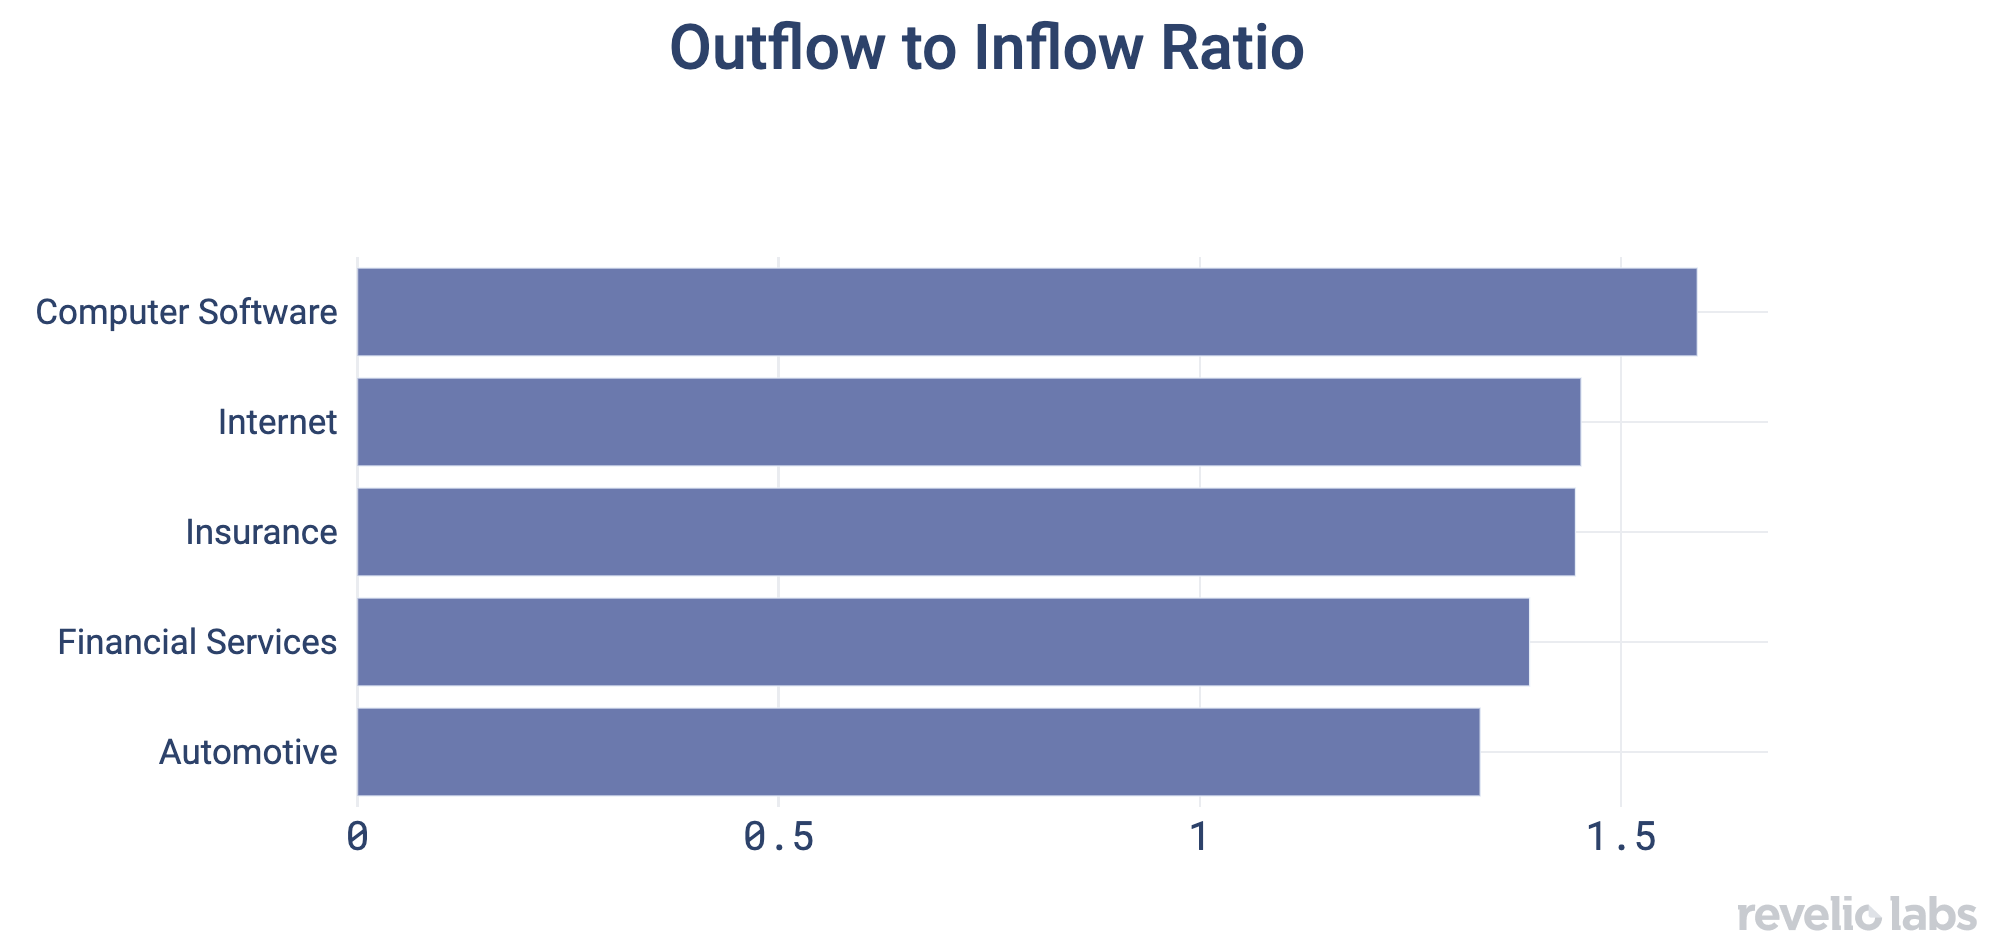 Outflow to Inflow Ratio
Computer Software
Internet
Insurance
Financial Services
Automotive
0 0.5 1 1.5
revelio labs